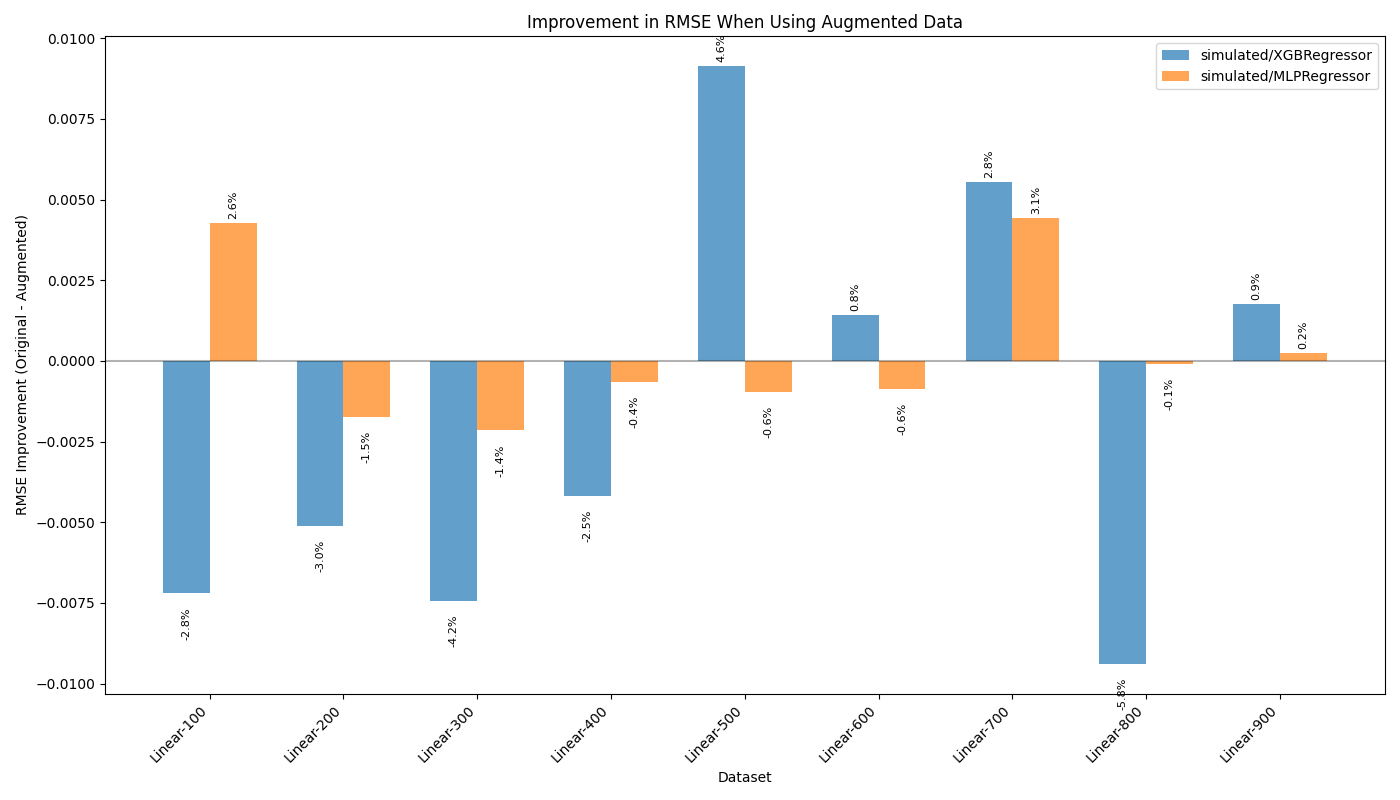 Improvement in RMSE When Using Augmented Data
simulated/XGBRegressor
simulated/MLPRegressor
RMSE Improvement (Original - Augmented)
0.0100
0.0075
0.0050
0.0025
0.0000
−0.0025
−0.0050
−0.0075
−0.0100
-2.8%
2.6%
-3.0%
-1.5%
-4.2%
-1.4%
-2.5%
-0.4%
4.6%
-0.6%
0.8%
-0.6%
2.8%
3.1%
-5.8%
-0.1%
0.9%
0.2%
Linear-100
Linear-200
Linear-300
Linear-400
Linear-500
Linear-600
Linear-700
Linear-800
Linear-900
Dataset